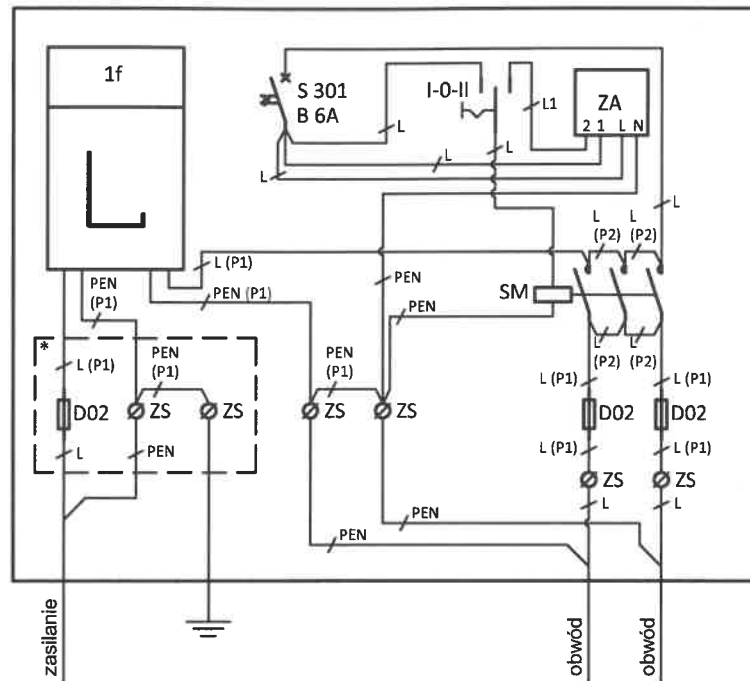 1f
S 301
B 6A
I-0-II
L
L1
ZA
2 1 L N
L
L
L
L
L (P2)
L (P2)
L (P1)
PEN (P1)
PEN (P1)
PEN
SM
PEN
L (P2)
L (P2)
*
L (P1)
PEN (P1)
PEN (P1)
L (P1)
L (P1)
D02
ZS
ZS
ZS
ZS
D02
D02
L
PEN
L (P1)
L (P1)
ZS
ZS
L
L
PEN
PEN
zasilanie
obwód
obwód